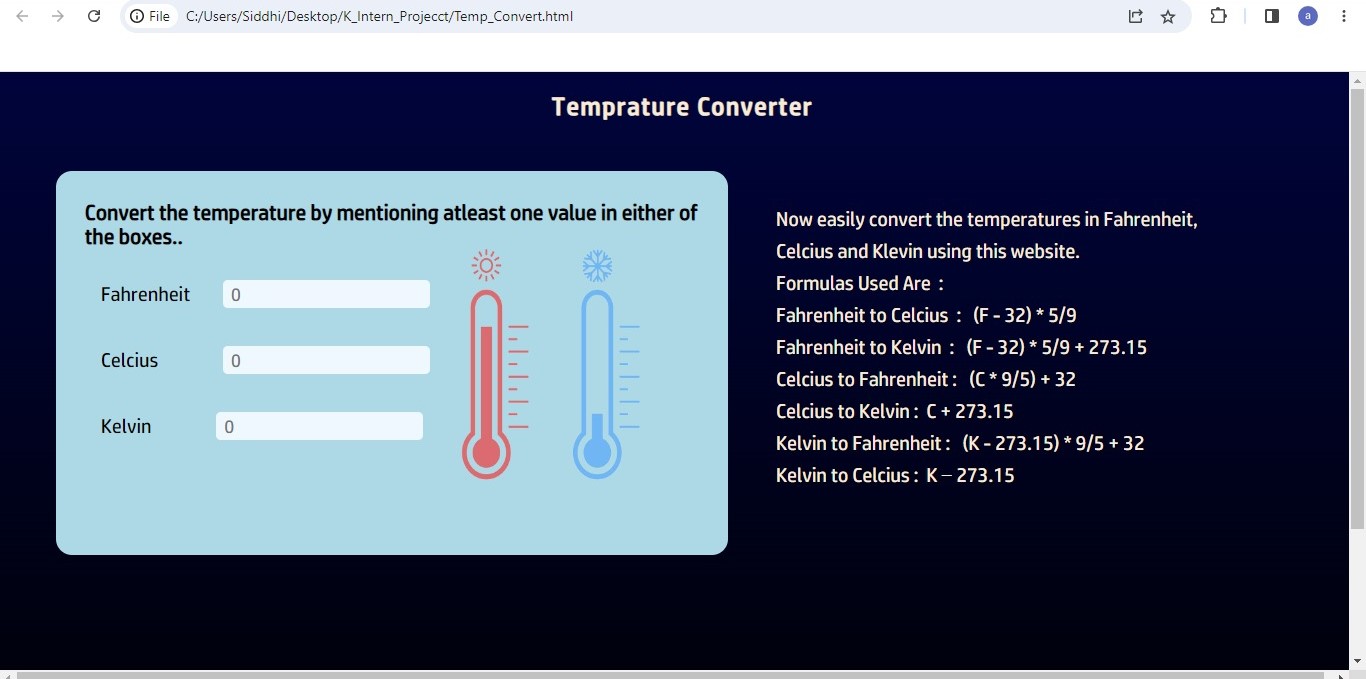 File
C:/Users/Siddhi/Desktop/K_Intern_Projecct/Temp_Convert.html
a
Temprature Converter
Convert the temperature by mentioning atleast one value in either of
the boxes..
Fahrenheit 0
Celcius 0
Kelvin 0
Now easily convert the temperatures in Fahrenheit,
Celcius and Klevin using this website.
Formulas Used Are :
Fahrenheit to Celcius : (F - 32) * 5/9
Fahrenheit to Kelvin : (F - 32) * 5/9 + 273.15
Celcius to Fahrenheit : (C * 9/5) + 32
Celcius to Kelvin : C + 273.15
Kelvin to Fahrenheit : (K - 273.15) * 9/5 + 32
Kelvin to Celcius : K − 273.15